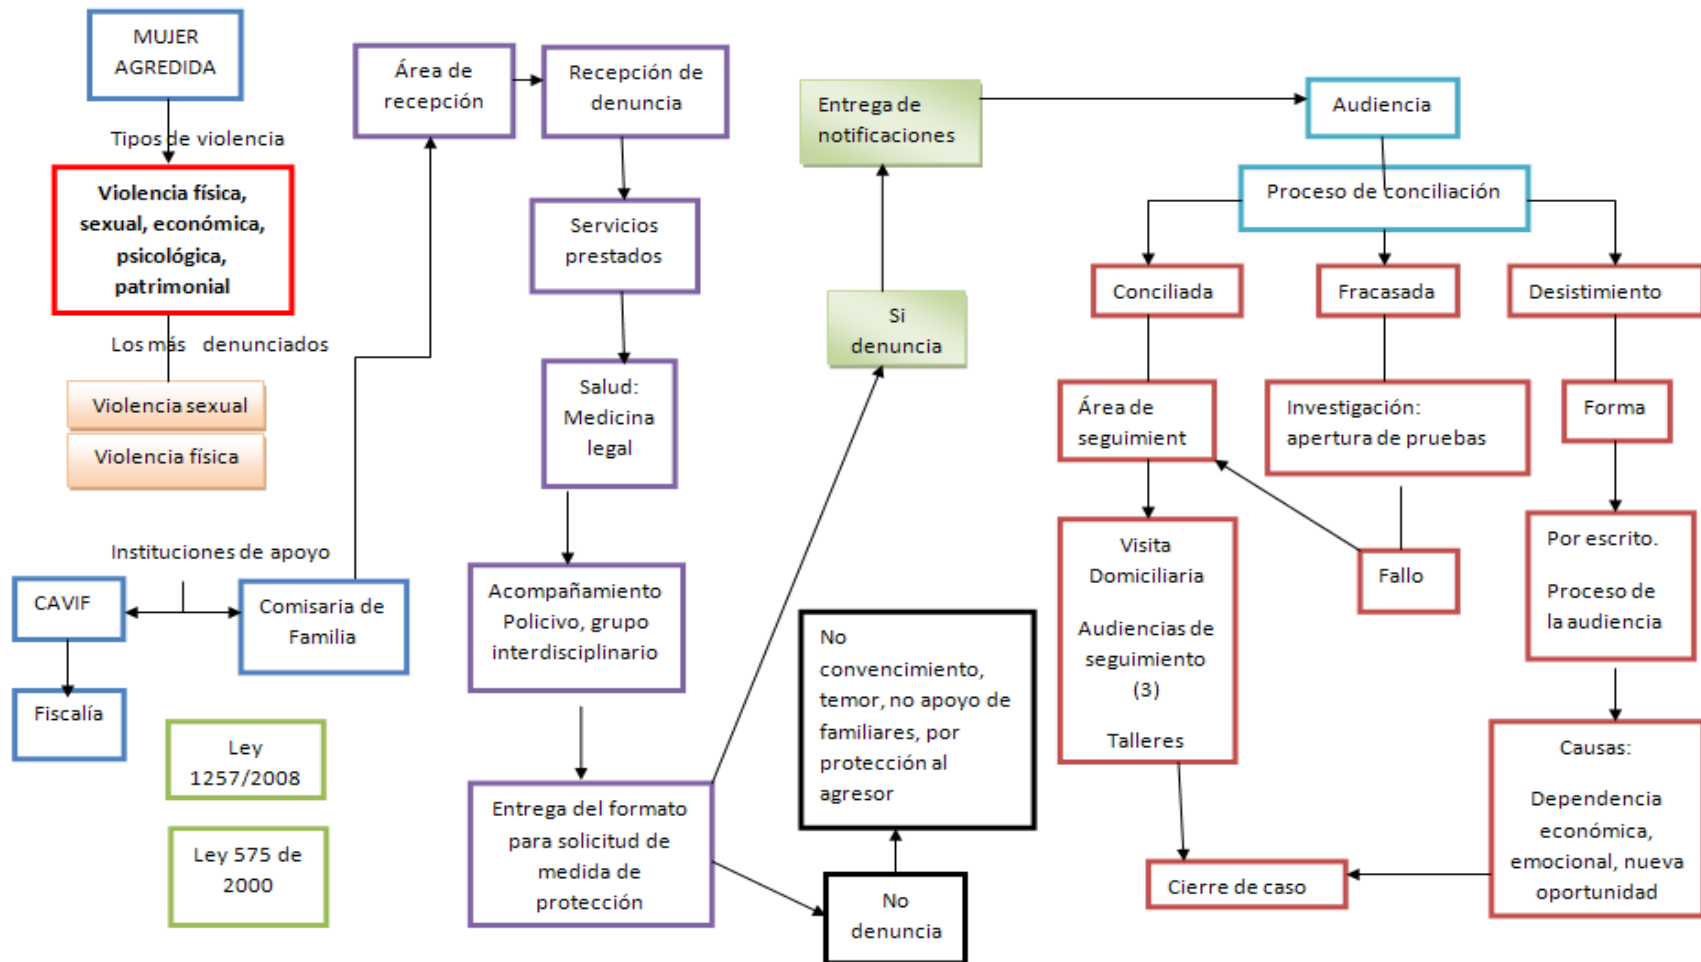 MUJER
AGREDIDA
Tipos de violencia
Violencia física,
sexual, económica,
psicológica,
patrimonial
Los más denunciados
Violencia sexual
Violencia física
Instituciones de apoyo
CAVIF
Comisaria de
Familia
Fiscalía
Ley
1257/2008
Ley 575 de
2000
Área de
recepción
Recepción de
denuncia
Servicios
prestados
Salud:
Medicina
legal
Acompañamiento
Policivo, grupo
interdisciplinario
Entrega del formato
para solicitud de
medida de
protección
Entrega de
notificaciones
Si
denuncia
No
convencimiento,
temor, no apoyo de
familiares, por
protección al
agresor
No
denuncia
Audiencia
Proceso de conciliación
Conciliada
Fracasada
Desistimiento
Área de
seguimient
Investigación:
apertura de pruebas
Forma
Visita
Domiciliaria
Audiencias de
seguimiento
(3)
Talleres
Fallo
Por escrito.
Proceso de
la audiencia
Causas:
Dependencia
económica,
emocional, nueva
oportunidad
Cierre de caso